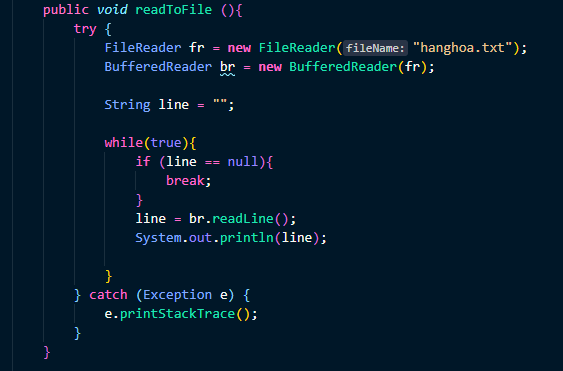 public void readToFile (){
try {
FileReader fr = new FileReader(fileName: "hanghoa.txt");
BufferedReader br = new BufferedReader(fr);
String line = "";
while(true){
if (line == null){
break;
}
line = br.readLine();
System.out.println(line);
}
} catch (Exception e) {
e.printStackTrace();
}
}